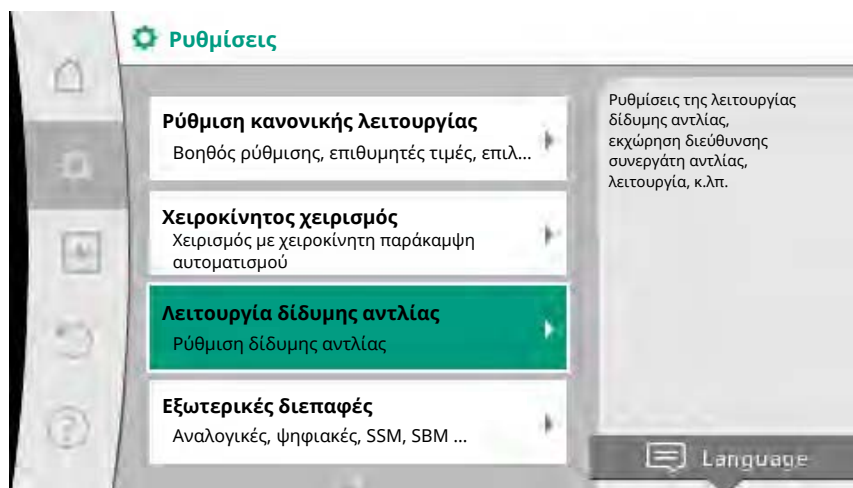 Ρυθμίσεις
Ρύθμιση κανονικής λειτουργίας
Βοηθός ρύθμισης, επιθυμητές τιμές, επιλ...
Χειροκίνητος χειρισμός
Χειρισμός με χειροκίνητη παράκαμψη
αυτοματισμού
Λειτουργία δίδυμης αντλίας
Ρύθμιση δίδυμης αντλίας
Εξωτερικές διεπαφές
Αναλογικές, ψηφιακές, SSM, SBM ...
Ρυθμίσεις της λειτουργίας
δίδυμης αντλίας,
εκχώρηση διεύθυνσης
συνεργάτη αντλίας,
λειτουργία, κ.λπ.
Language